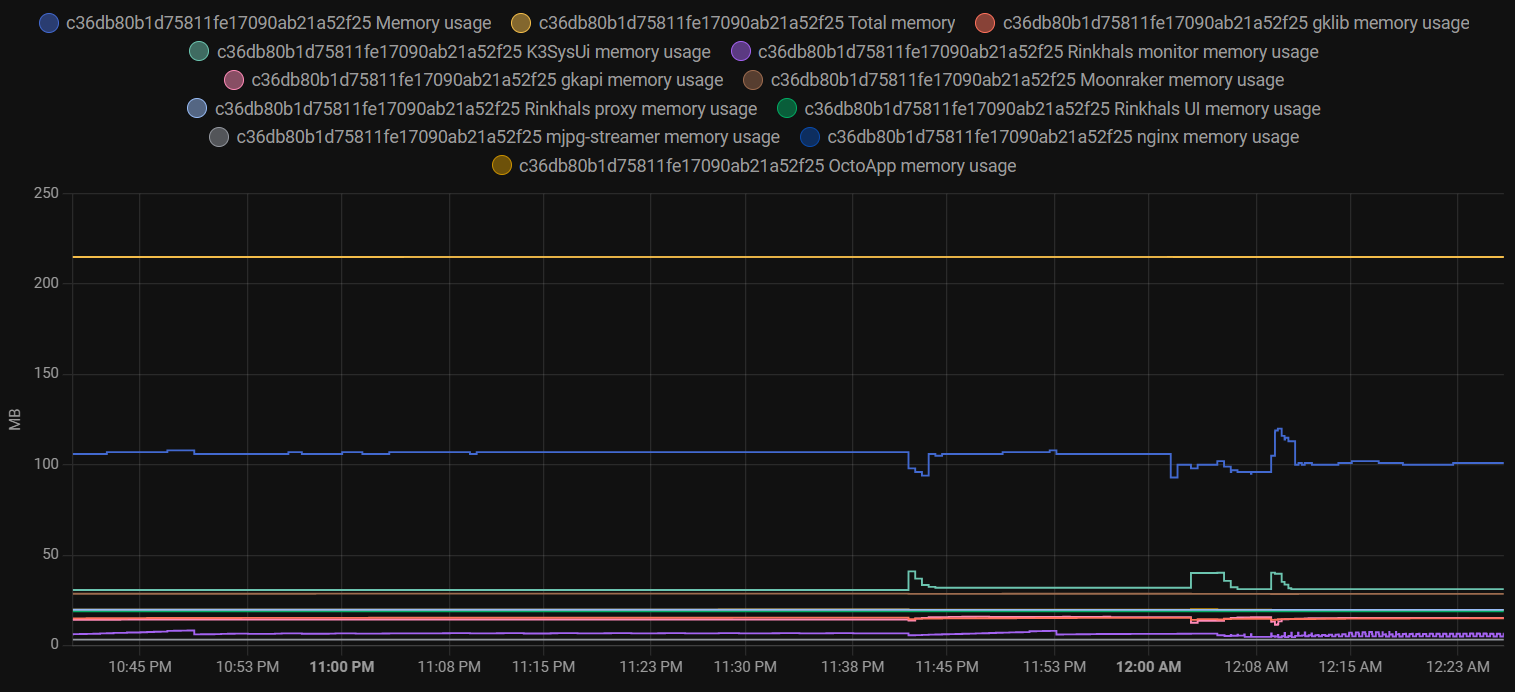 c36db80b1d75811fe17090ab21a52f25 Memory usage c36db80b1d75811fe17090ab21a52f25 Total memory c36db80b1d75811fe17090ab21a52f25 gklib memory usage
c36db80b1d75811fe17090ab21a52f25 K3SysUi memory usage c36db80b1d75811fe17090ab21a52f25 Rinkhals monitor memory usage
c36db80b1d75811fe17090ab21a52f25 gkapi memory usage c36db80b1d75811fe17090ab21a52f25 Moonraker memory usage
c36db80b1d75811fe17090ab21a52f25 Rinkhals proxy memory usage c36db80b1d75811fe17090ab21a52f25 Rinkhals UI memory usage
c36db80b1d75811fe17090ab21a52f25 mjpg-streamer memory usage c36db80b1d75811fe17090ab21a52f25 nginx memory usage
c36db80b1d75811fe17090ab21a52f25 OctoApp memory usage
250
200
150
MB
100
50
0
10:45 PM 10:53 PM 11:00 PM 11:08 PM 11:15 PM 11:23 PM 11:30 PM 11:38 PM 11:45 PM 11:53 PM 12:00 AM 12:08 AM 12:15 AM 12:23 AM